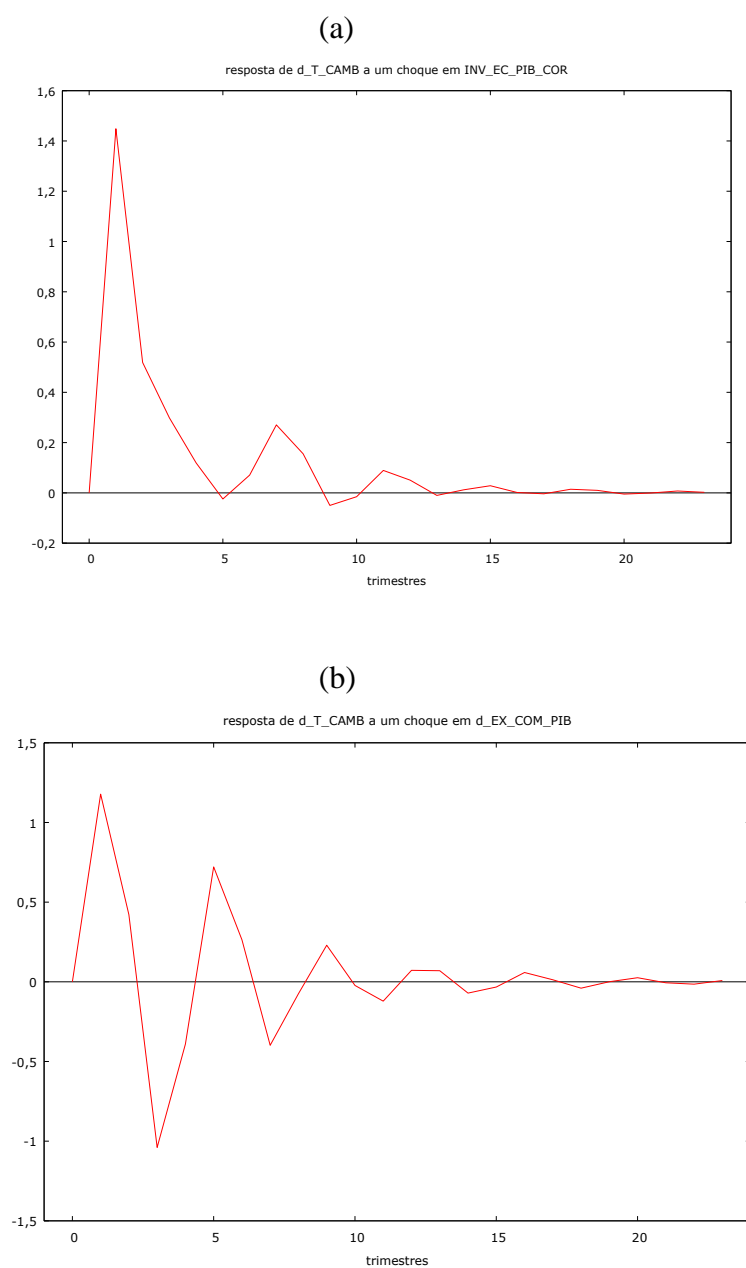 (a)
resposta de d_T_CAMB a um choque em INV_EC_PIB_COR
1,6
1,4
1,2
1
0,8
0,6
0,4
0,2
0
-0,2
0 5 10 15 20
trimestres
(b)
resposta de d_T_CAMB a um choque em d_EX_COM_PIB
1,5
1
0,5
0
-0,5
-1
-1,5
0 5 10 15 20
trimestres